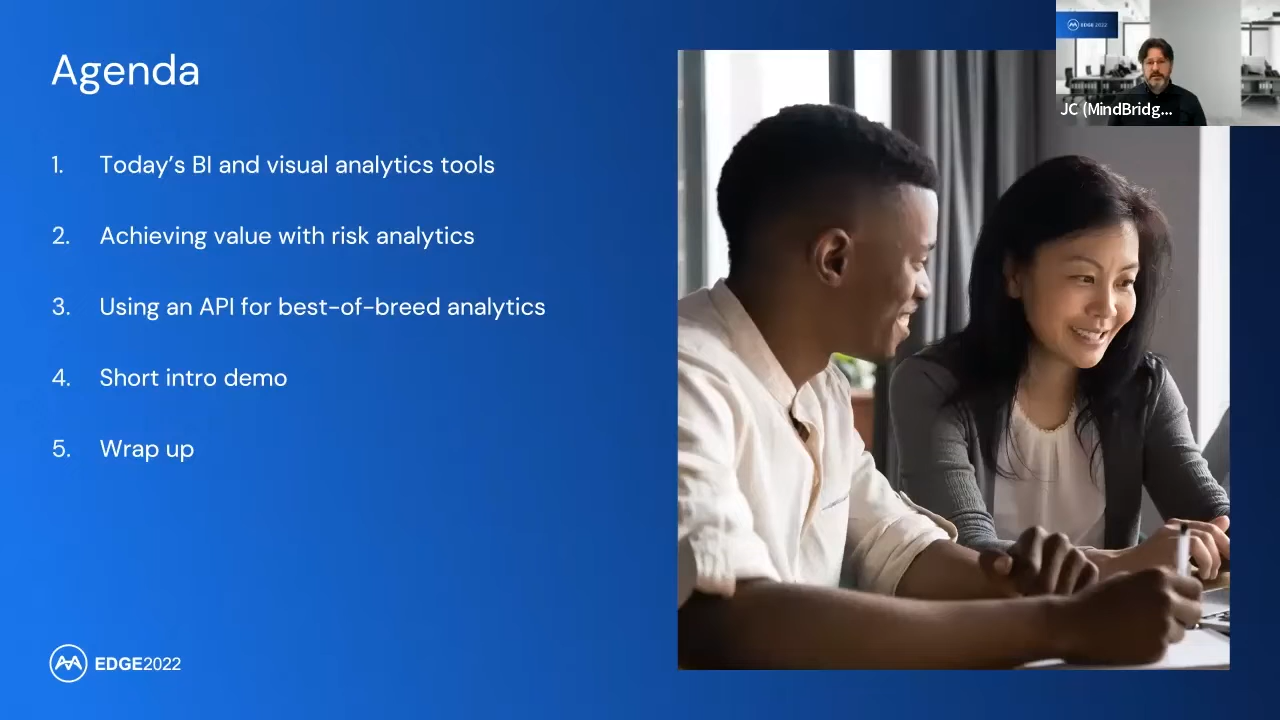 Agenda
1. Today's BI and visual analytics tools
2. Achieving value with risk analytics
3. Using an API for best-of-breed analytics
4. Short intro demo
5. Wrap up
EDGE2022
EDGE 2022
JC (MindBridg...